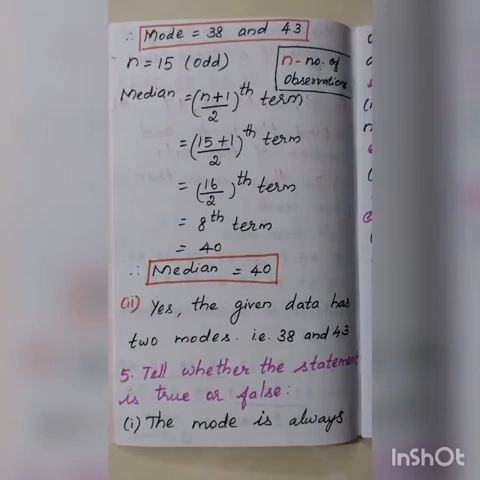 ∴ Mode = 38 and 43
n = 15 (odd)
n - no. of
Observations
Median = (n+1/2)^th term
= (15+1/2)^th term
= (16/2)^th term
= 8^th term
= 40
∴ Median = 40
(ii) Yes, the given data has
two modes. i.e. 38 and 43
5. Tell whether the statement
is true or false:
(i) The mode is always
InShOt